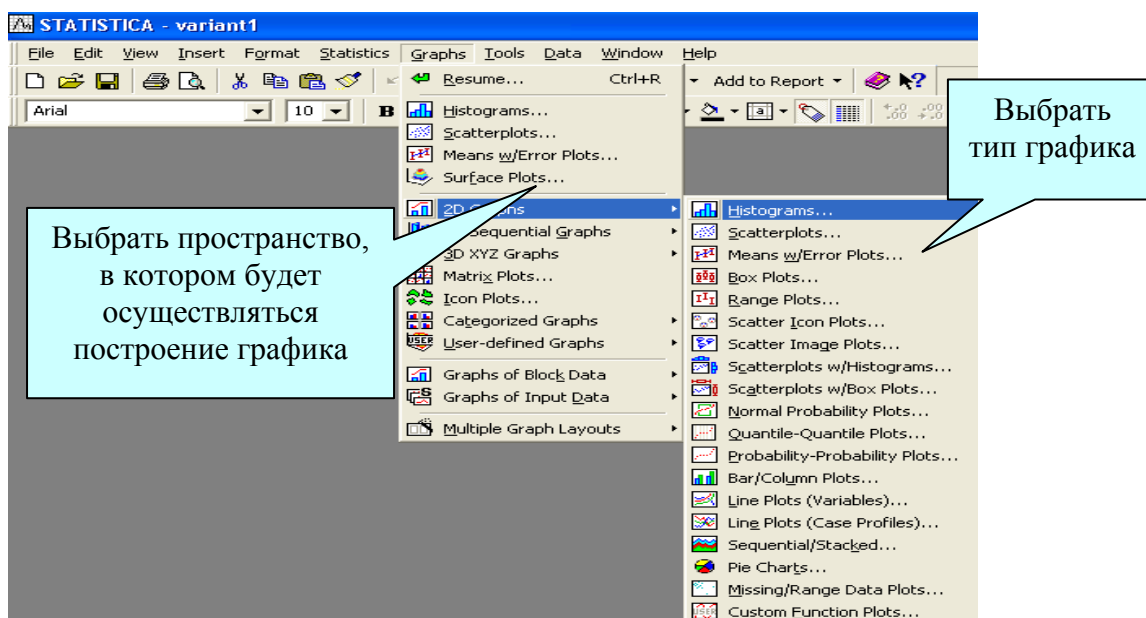 STATISTICA - variant1
File Edit View Insert Format Statistics Graphs Tools Data Window Help
Resume... Ctrl+R
Add to Report
Arial 10 B
Histograms...
Scatterplots...
Means w/Error Plots...
Surface Plots...
2D
Sequential Graphs
3D XYZ Graphs
Matrix Plots...
Icon Plots...
Categorized Graphs
User-defined Graphs
Graphs of Block Data
Graphs of Input Data
Multiple Graph Layouts
Выбрать пространство,
в котором будет
осуществляться
построение графика
Выбрать
тип графика
Histograms...
Scatterplots...
Means w/Error Plots...
Box Plots...
Range Plots...
Scatter Icon Plots...
Scatter Image Plots...
Scatterplots w/Histograms...
Scatterplots w/Box Plots...
Normal Probability Plots...
Quantile-Quantile Plots...
Probability-Probability Plots...
Bar/Column Plots...
Line Plots (Variables)...
Line Plots (Case Profiles)...
Sequential/Stacked...
Pie Charts...
Missing/Range Data Plots...
Custom Function Plots...